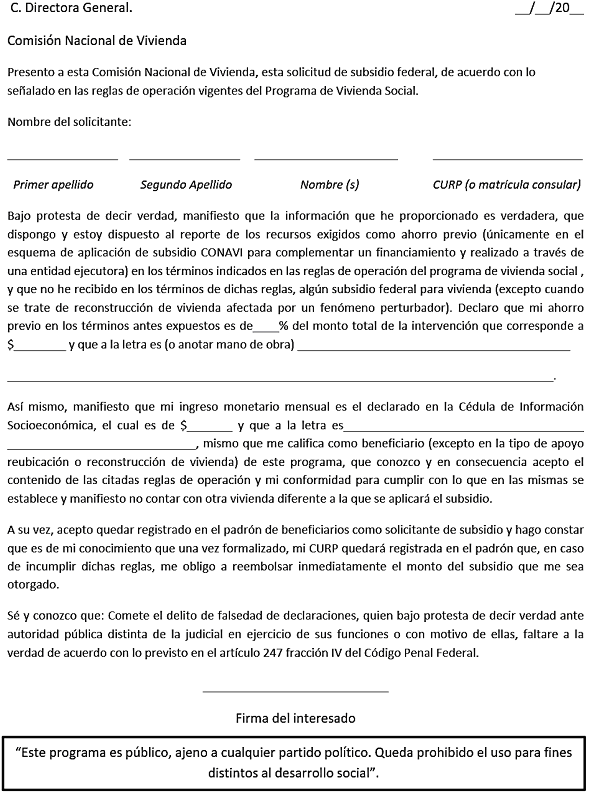 C. Directora General. __/__/20__
Comisión Nacional de Vivienda
Presento a esta Comisión Nacional de Vivienda, esta solicitud de subsidio federal, de acuerdo con lo
señalado en las reglas de operación vigentes del Programa de Vivienda Social.
Nombre del solicitante:
_________________ _________________ ______________________ _______________________
Primer apellido Segundo Apellido Nombre (s) CURP (o matrícula consular)
Bajo protesta de decir verdad, manifiesto que la información que he proporcionado es verdadera, que
dispongo y estoy dispuesto al reporte de los recursos exigidos como ahorro previo (únicamente en el
esquema de aplicación de subsidio CONAVI para complementar un financiamiento y realizado a través de
una entidad ejecutora) en los términos indicados en las reglas de operación del programa de vivienda social ,
y que no he recibido en los términos de dichas reglas, algún subsidio federal para vivienda (excepto cuando
se trate de reconstrucción de vivienda afectada por un fenómeno perturbador). Declaro que mi ahorro
previo en los términos antes expuestos es de____% del monto total de la intervención que corresponde a
$________ y que a la letra es (o anotar mano de obra) __________________________________________
____________________________________________________________________________________.
Así mismo, manifiesto que mi ingreso monetario mensual es el declarado en la Cédula de Información
Socioeconómica, el cual es de $_______ y que a la letra es_____________________________________
_____________________________, mismo que me califica como beneficiario (excepto en la tipo de apoyo
reubicación o reconstrucción de vivienda) de este programa, que conozco y en consecuencia acepto el
contenido de las citadas reglas de operación y mi conformidad para cumplir con lo que en las mismas se
establece y manifiesto no contar con otra vivienda diferente a la que se aplicará el subsidio.
A su vez, acepto quedar registrado en el padrón de beneficiarios como solicitante de subsidio y hago constar
que es de mi conocimiento que una vez formalizado, mi CURP quedará registrada en el padrón que, en caso
de incumplir dichas reglas, me obligo a reembolsar inmediatamente el monto del subsidio que me sea
otorgado.
Sé y conozco que: Comete el delito de falsedad de declaraciones, quien bajo protesta de decir verdad ante
autoridad pública distinta de la judicial en ejercicio de sus funciones o con motivo de ellas, faltare a la
verdad de acuerdo con lo previsto en el artículo 247 fracción IV del Código Penal Federal.
____________________________
Firma del interesado
“Este programa es público, ajeno a cualquier partido político. Queda prohibido el uso para fines
distintos al desarrollo social”.